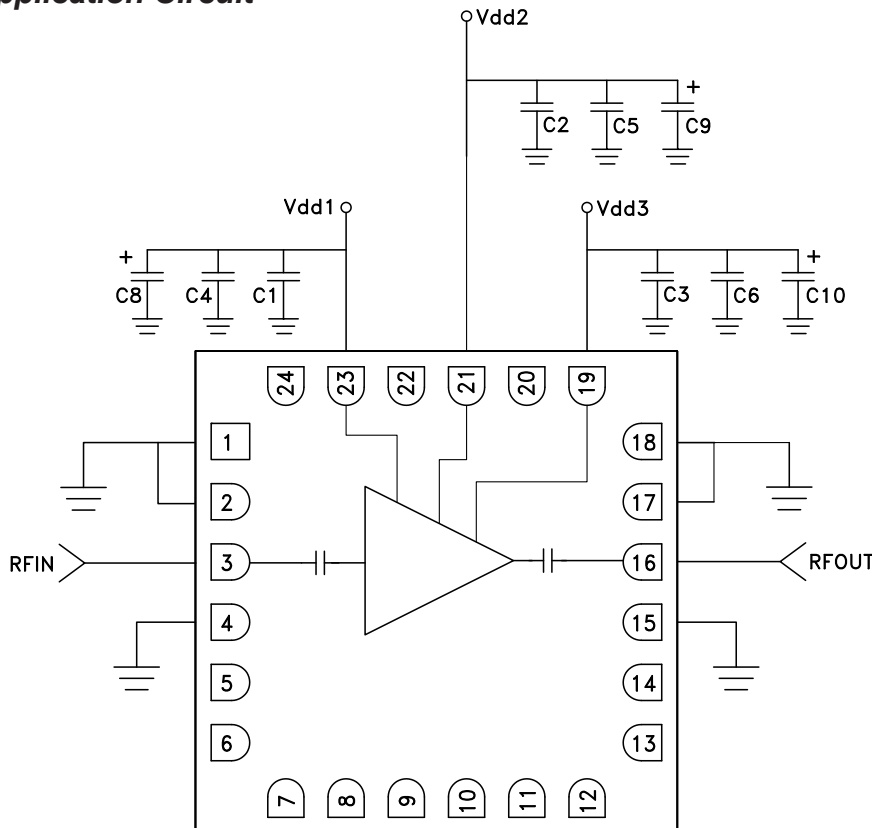 Application Circuit
Vdd2
+
C2 C5 C9
Vdd1
Vdd3
+
C8 C4 C1
+
C3 C6 C10
24 23 22 21 20 19
1
18
2
17
RFIN
3
16
RFOUT
4
15
5
14
6
13
7 8 9 10 11 12